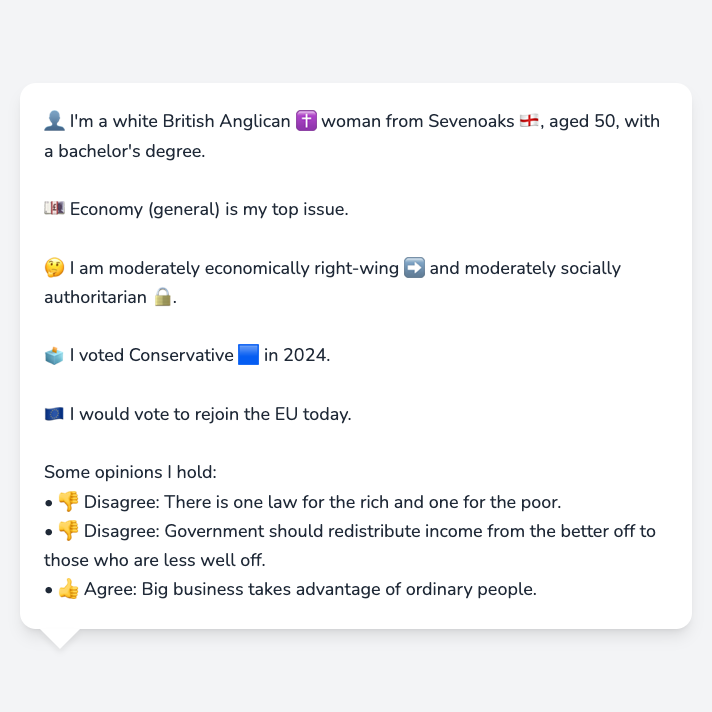 👤 I'm a white British Anglican ✝️ woman from Sevenoaks 🏴󠁧󠁢󠁥󠁮󠁧󠁿, aged 50, with
a bachelor's degree.
💷 Economy (general) is my top issue.
🤔 I am moderately economically right-wing ➡️ and moderately socially
authoritarian 🔒.
🗳️ I voted Conservative 🟦 in 2024.
🇪🇺 I would vote to rejoin the EU today.
Some opinions I hold:
• 👎 Disagree: There is one law for the rich and one for the poor.
• 👎 Disagree: Government should redistribute income from the better off to
those who are less well off.
• 👍 Agree: Big business takes advantage of ordinary people.